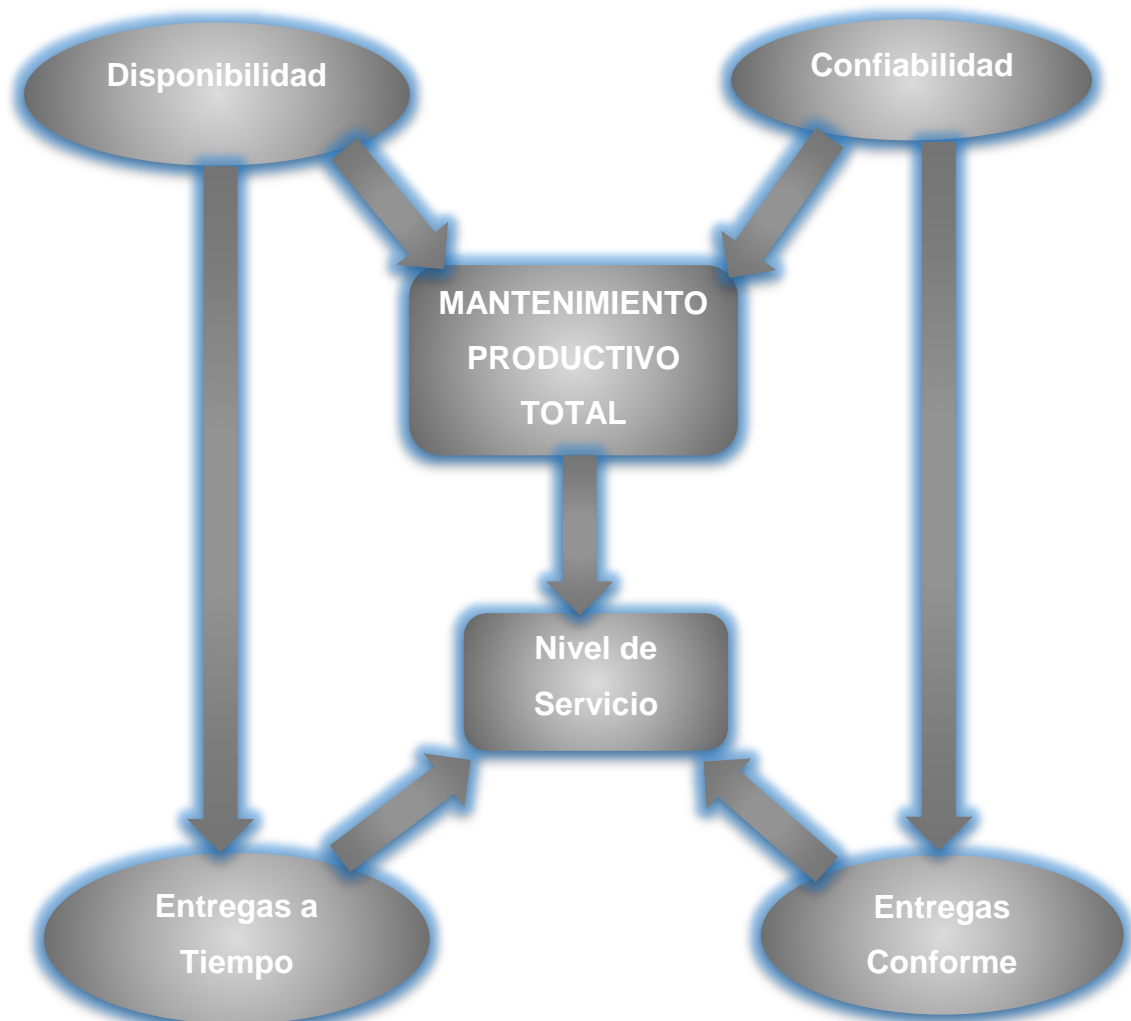 Disponibilidad
Confiabilidad
MANTENIMIENTO
PRODUCTIVO
TOTAL
Nivel de
Servicio
Entregas a
Tiempo
Entregas
Conforme